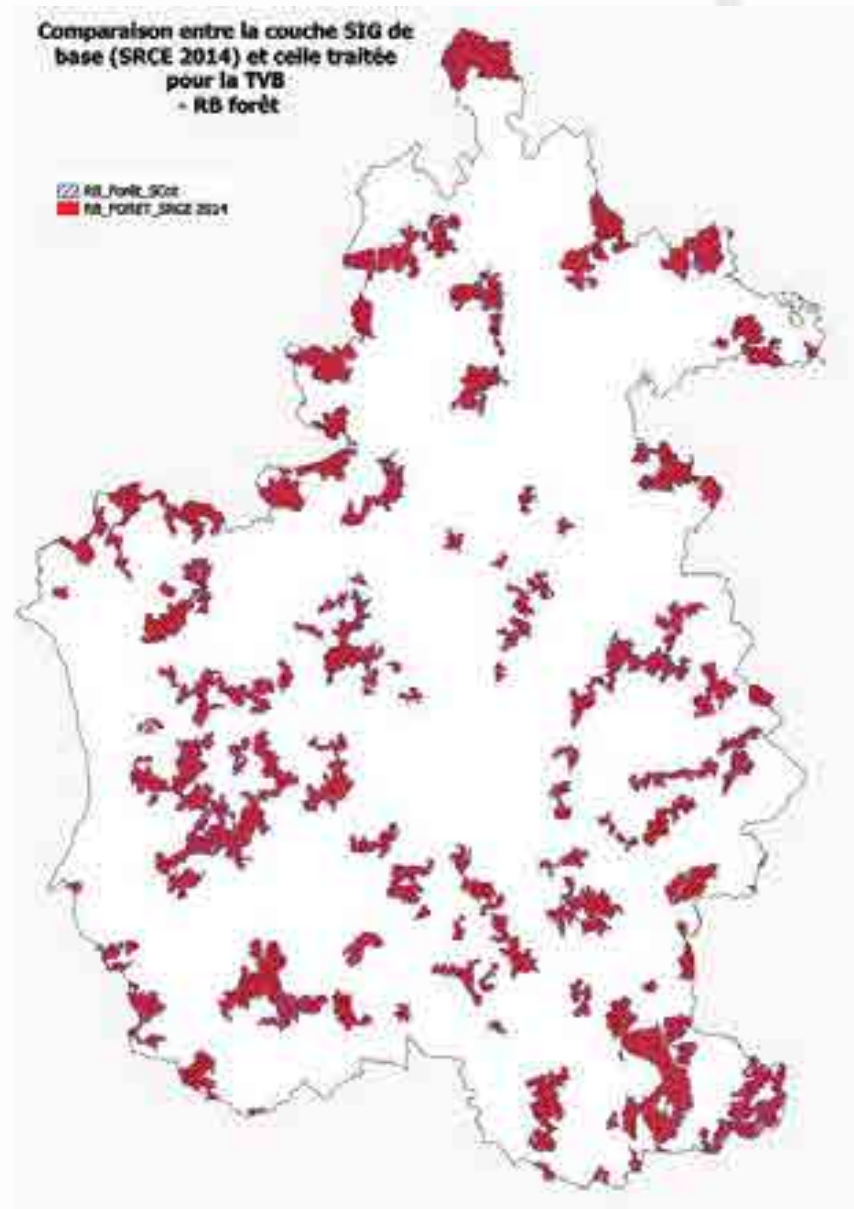 Comparaison entre la couche SIG de
base (SRCE 2014) et celle traitée
pour la TVB
- RB forêt
RB_Forêt_SCot
RB_FORET_SRCE 2014